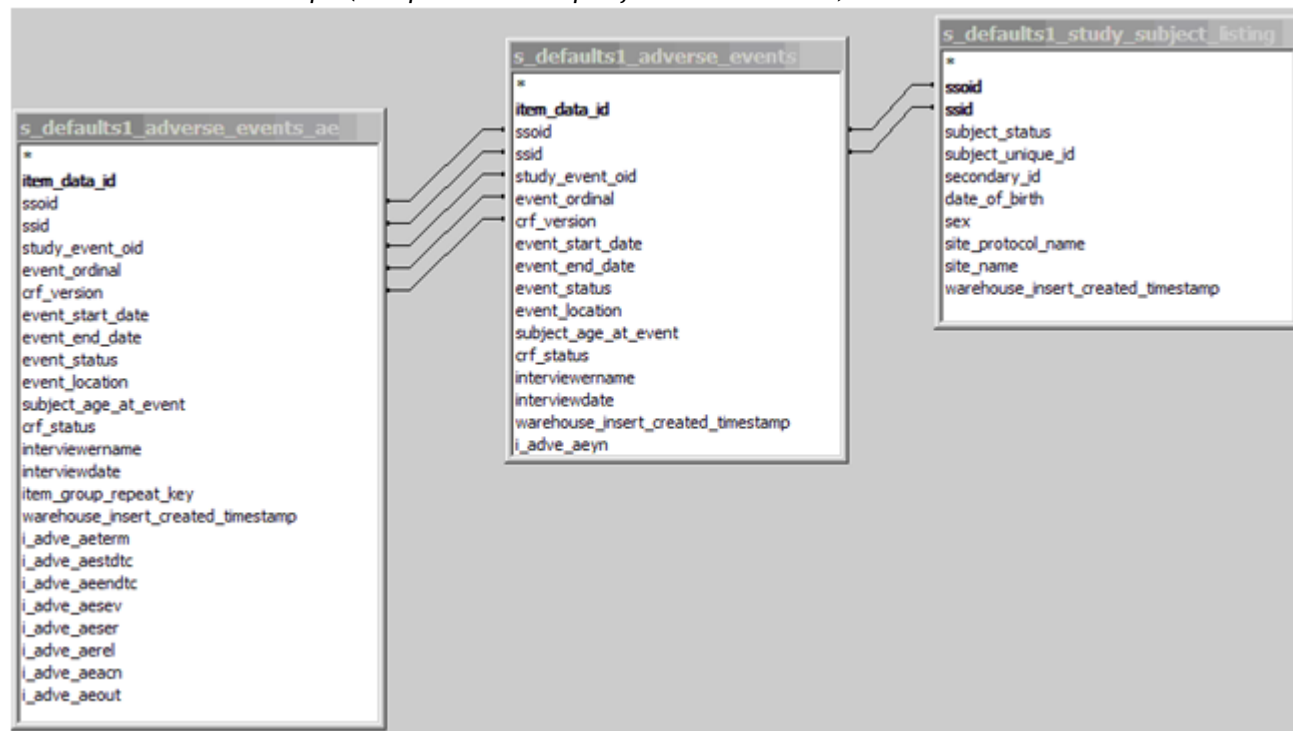 s_defaults1_adverse_events_ae
*
item_data_id
ssoid
ssid
study_event_oid
event_ordinal
crf_version
event_start_date
event_end_date
event_status
event_location
subject_age_at_event
crf_status
interviewername
interviewdate
item_group_repeat_key
warehouse_insert_created_timestamp
i_adve_aeterm
i_adve_aestdtc
i_adve_aeendtc
i_adve_aesev
i_adve_aeser
i_adve_aerel
i_adve_aeacn
i_adve_aeout
s_defaults1_adverse_events
*
item_data_id
ssoid
ssid
study_event_oid
event_ordinal
crf_version
event_start_date
event_end_date
event_status
event_location
subject_age_at_event
crf_status
interviewername
interviewdate
warehouse_insert_created_timestamp
i_adve_aeyn
s_defaults1_study_subject_listing
*
ssoid
ssid
subject_status
subject_unique_id
secondary_id
date_of_birth
sex
site_protocol_name
site_name
warehouse_insert_created_timestamp